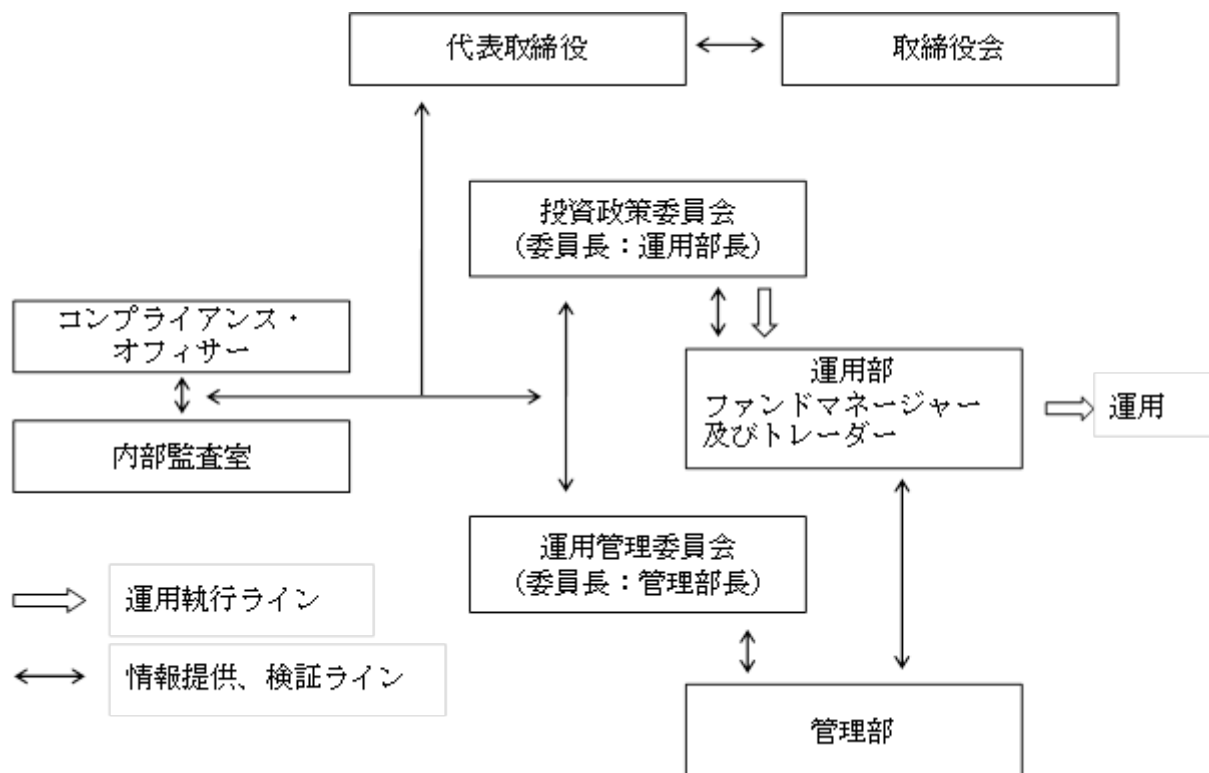 代表取締役
取締役会
投資政策委員会
(委員長：運用部長)
コンプライアンス・
オフィサー
運用部
ファンドマネージャー
及びトレーダー
運用
内部監査室
運用管理委員会
(委員長：管理部長)
運用執行ライン
情報提供、検証ライン
管理部